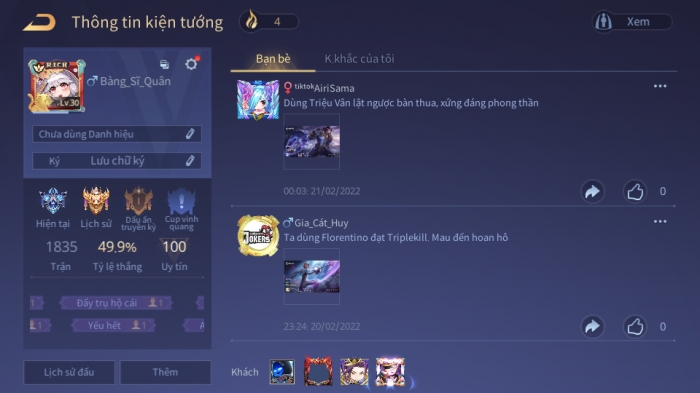 Thông tin kiện tướng
4
Xem
Bạn bè
K.khắc của tôi
RICH
Lv.30
Bàng_Sĩ_Quân
Chưa dùng Danh hiệu
Ký
Lưu chữ ký
Hiện tại
Lịch sử
Dấu ấn truyền kỳ
Cup vinh quang
1835
49,9%
100
Trận
Tỷ lệ thắng
Uy tín
1
Đấy trụ hộ cái
1
1
Yếu hết
1
A
Lịch sử đấu
Thêm
tiktokAiriSama
Dùng Triệu Vân lật ngược bàn thua, xứng đáng phong thần
00:03: 21/02/2022
0
JOKERS
Gia_Cát_Huy
Ta dùng Florentino đạt Triplekill. Mau đến hoan hô
23:24: 20/02/2022
0
Khách